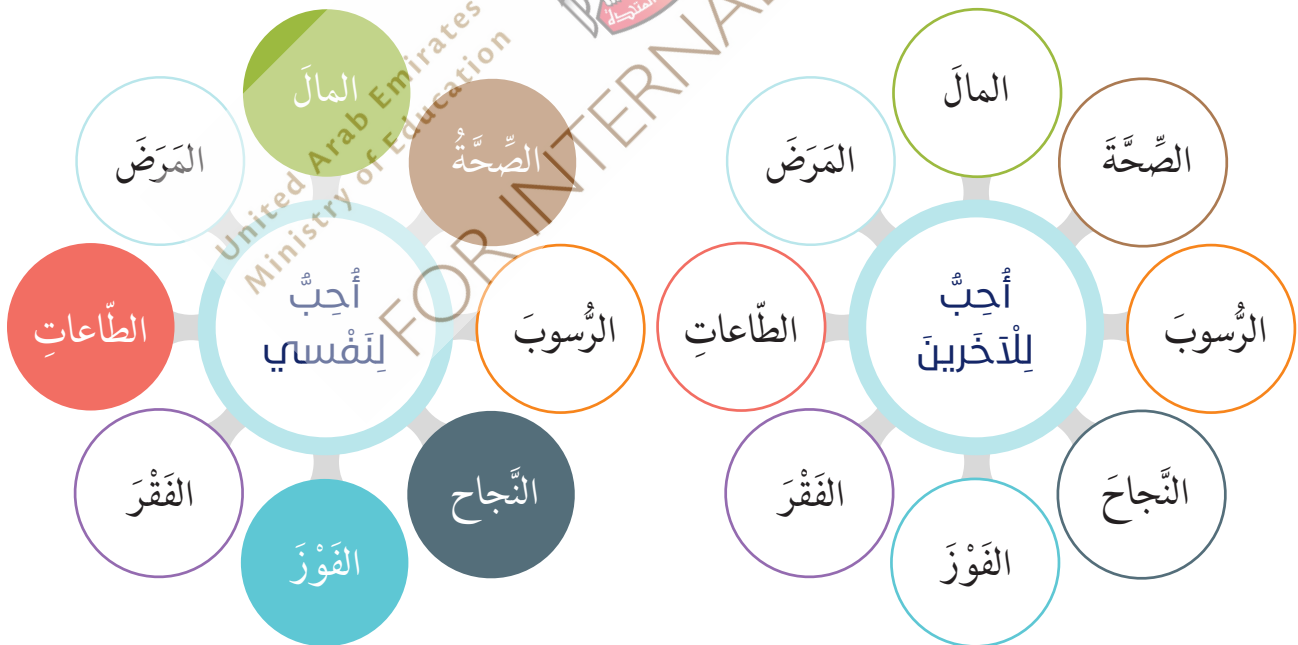 المالَ
الصِّحَّةَ
المَرَضَ
أُحِبُّ
لِلْآخَرينَ
الرُّسوبَ
الطّاعاتِ
النَّجاحَ
الفَقْرَ
الفَوْزَ
المالَ
الصِّحَّةُ
المَرَضَ
أُحِبُّ
لِنَفْسي
الرُّسوبَ
الطّاعاتِ
النَّجاح
الفَقْرَ
الفَوْزَ
United Arab Emirates
Ministry of Education
FOR